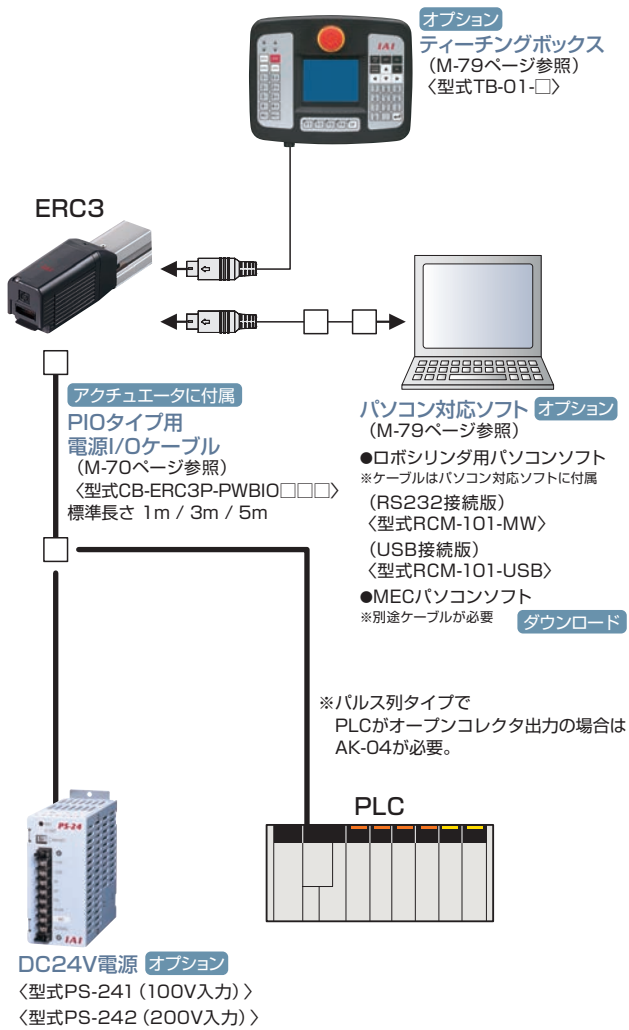 オプション
ティーチングボックス
(M-79ページ参照)
〈型式TB-01-□〉
IAI
ERC3
アクチュエータに付属
PIOタイプ用
電源I/Oケーブル
(M-70ページ参照)
〈型式CB-ERC3P-PWBIO□□□〉
標準長さ 1m / 3m / 5m
パソコン対応ソフト オプション
(M-79ページ参照)
●ロボシリンダ用パソコンソフト
※ケーブルはパソコン対応ソフトに付属
(RS232接続版)
〈型式RCM-101-MW〉
(USB接続版)
〈型式RCM-101-USB〉
●MECパソコンソフト
※別途ケーブルが必要 ダウンロード
※パルス列タイプで
PLCがオープンコレクタ出力の場合は
AK-04が必要。
PLC
PS-24
IAI
DC24V電源 オプション
〈型式PS-241(100V入力)〉
〈型式PS-242(200V入力)〉